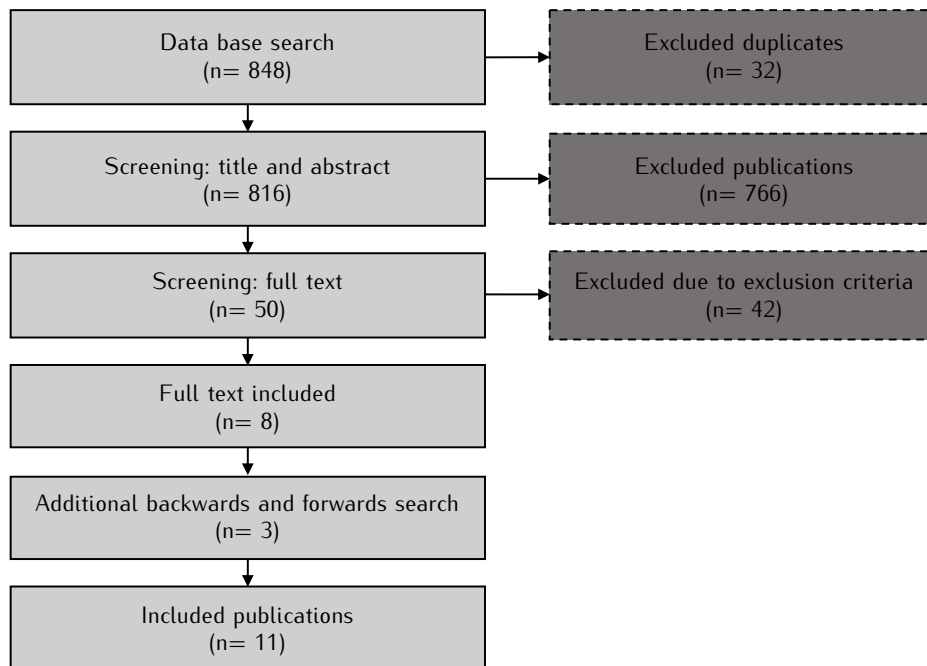 Data base search
(n= 848)
Excluded duplicates
(n= 32)
Screening: title and abstract
(n= 816)
Excluded publications
(n= 766)
Screening: full text
(n= 50)
Excluded due to exclusion criteria
(n= 42)
Full text included
(n= 8)
Additional backwards and forwards search
(n= 3)
Included publications
(n= 11)